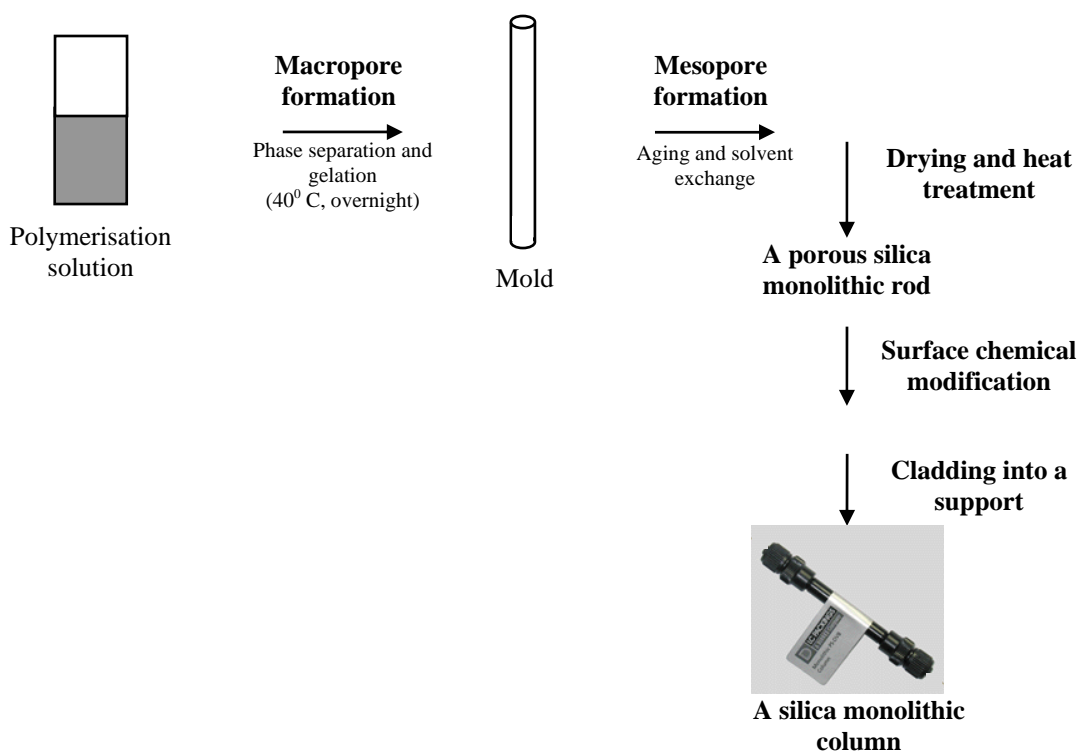 Macropore
formation
Phase separation and
gelation
(40⁰ C, overnight)
Polymerisation
solution
Mold
Mesopore
formation
Aging and solvent
exchange
Drying and heat
treatment
A porous silica
monolithic rod
Surface chemical
modification
Cladding into a
support
Column
A silica monolithic
column